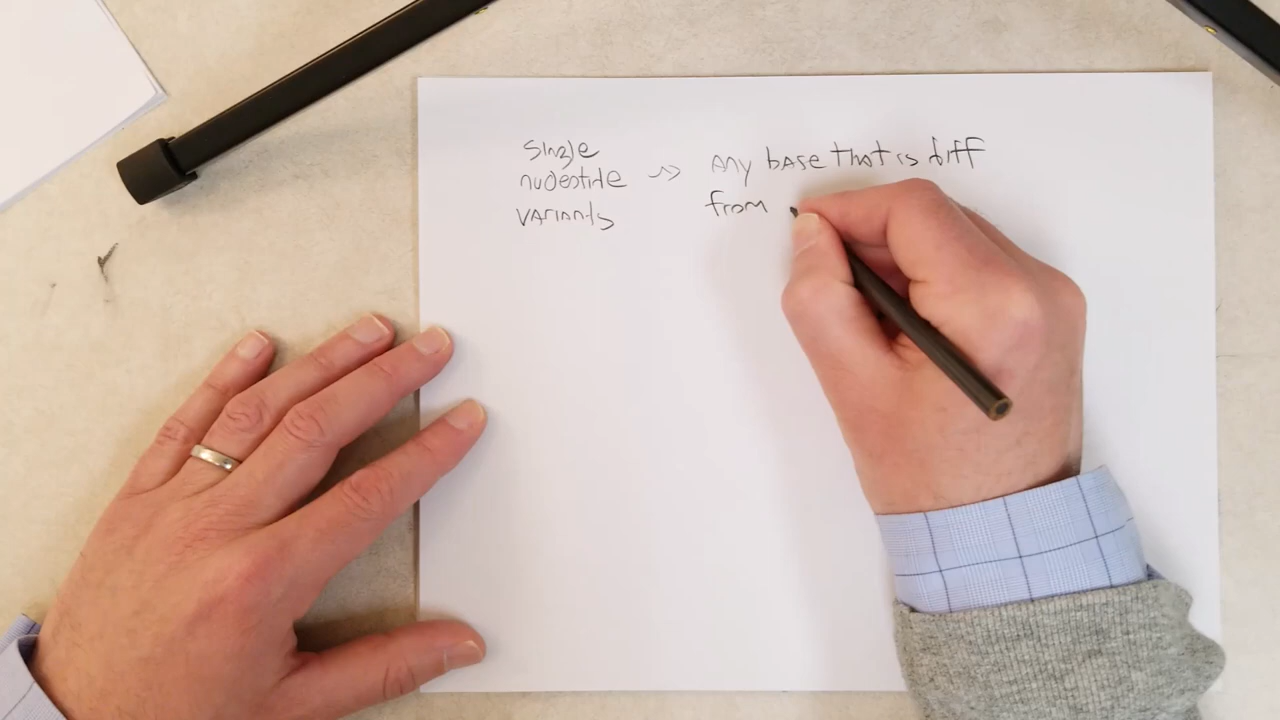 Single
nucleotide → Any base that is diff
variants from